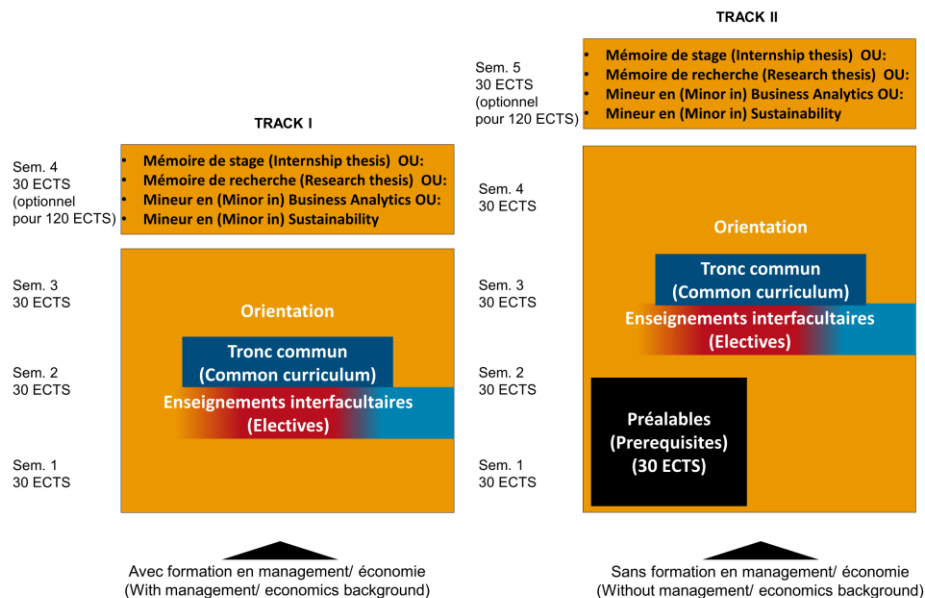 TRACK I
Sem. 4
30 ECTS
(optionnel
pour 120 ECTS)
• Mémoire de stage (Internship thesis) OU:
• Mémoire de recherche (Research thesis) OU:
• Mineur en (Minor in) Business Analytics OU:
• Mineur en (Minor in) Sustainability
Sem. 3
30 ECTS
Orientation
Tronc commun
(Common curriculum)
Sem. 2
30 ECTS
Enseignements interfacultaires
(Electives)
Sem. 1
30 ECTS
Avec formation en management/ économie
(With management/ economics background)
TRACK II
Sem. 5
30 ECTS
(optionnel
pour 120 ECTS)
• Mémoire de stage (Internship thesis) OU:
• Mémoire de recherche (Research thesis) OU:
• Mineur en (Minor in) Business Analytics OU:
• Mineur en (Minor in) Sustainability
Sem. 4
30 ECTS
Orientation
Tronc commun
(Common curriculum)
Sem. 3
30 ECTS
Enseignements interfacultaires
(Electives)
Sem. 2
30 ECTS
Préalables
(Prerequisites)
(30 ECTS)
Sem. 1
30 ECTS
Sans formation en management/ économie
(Without management/ economics background)